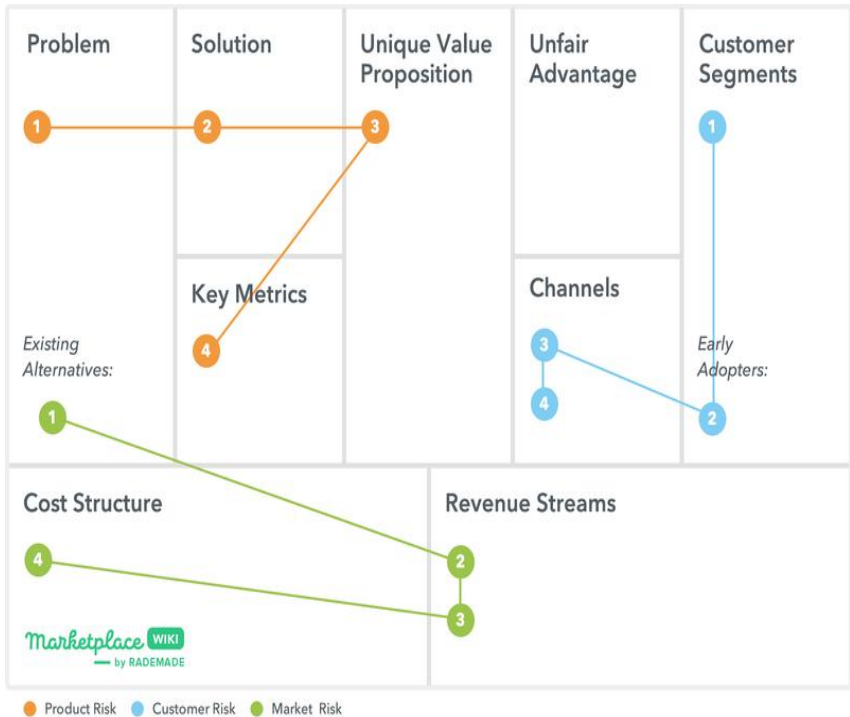 Problem
Solution
Unique Value
Proposition
Unfair
Advantage
Customer
Segments
1
2
3
1
Key Metrics
Channels
4
Existing
Alternatives:
3
Early
Adopters:
4
1
2
Cost Structure
Revenue Streams
4
2
3
Marketplace WIKI
by RADEMADE
Product Risk
Customer Risk
Market Risk